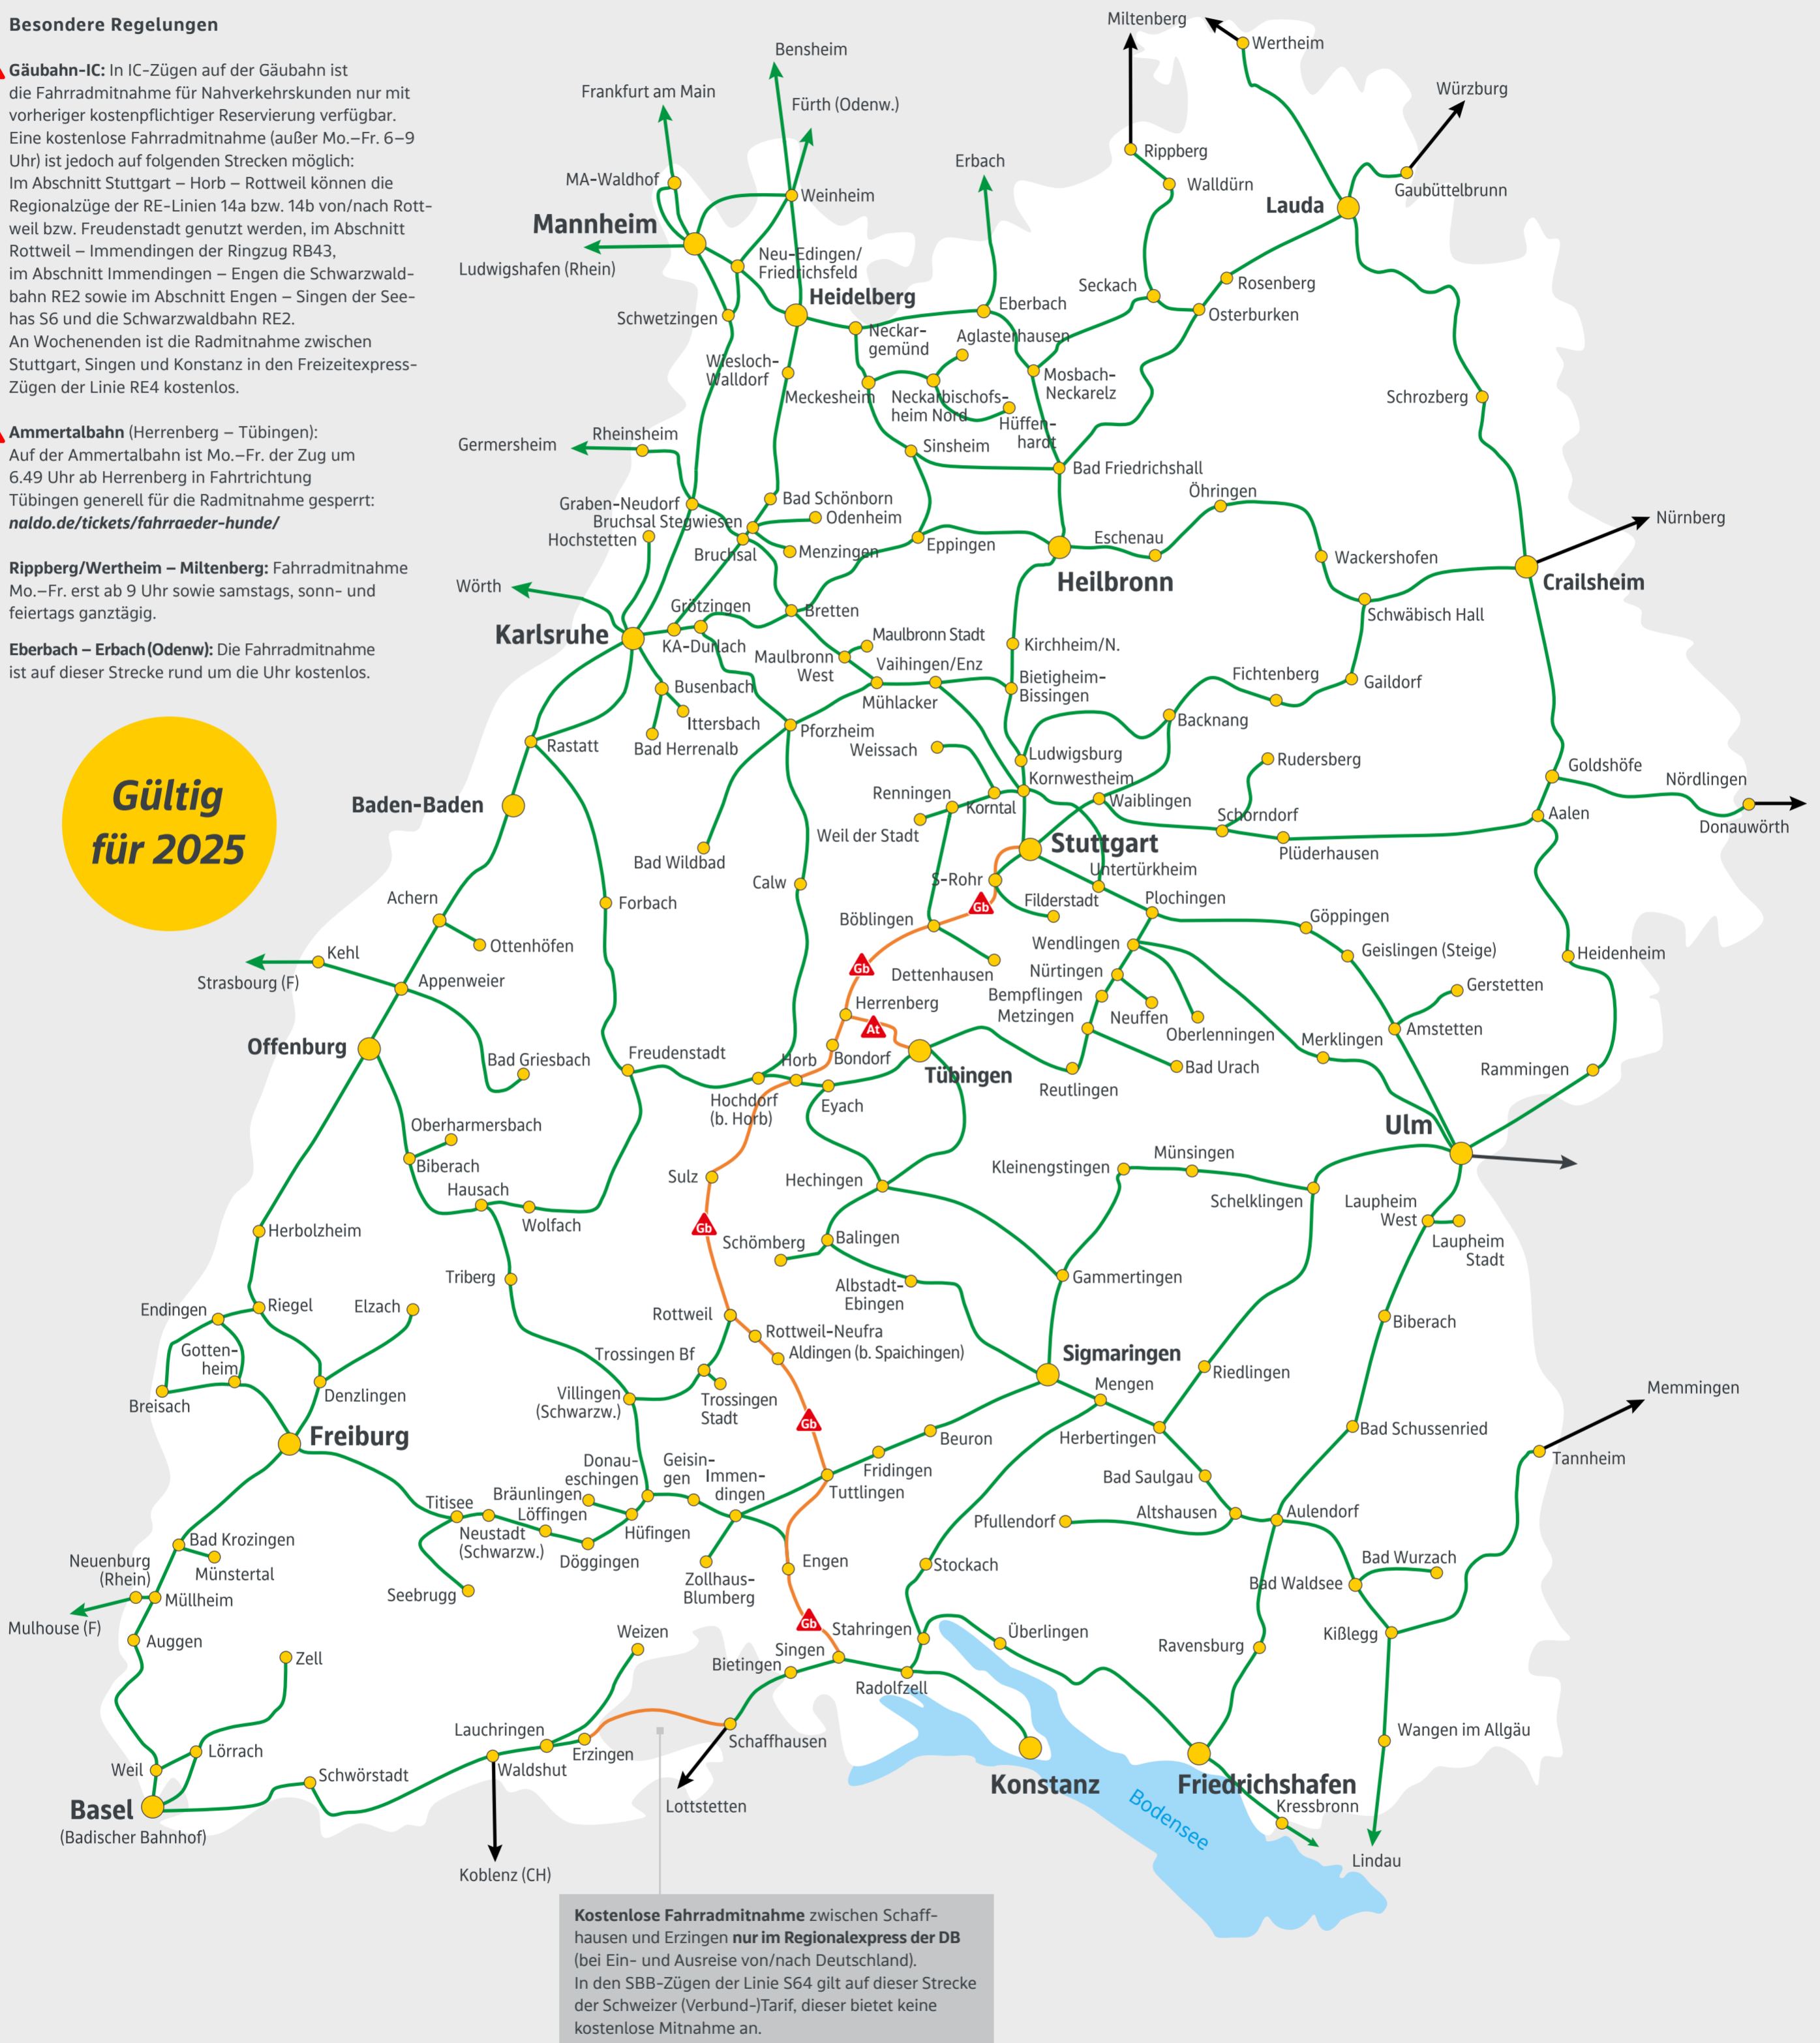 Besondere Regelungen
Gäubahn-IC: In IC-Zügen auf der Gäubahn ist
die Fahrradmitnahme für Nahverkehrskunden nur mit
vorheriger kostenpflichtiger Reservierung verfügbar.
Eine kostenlose Fahrradmitnahme (außer Mo.–Fr. 6–9
Uhr) ist jedoch auf folgenden Strecken möglich:
Im Abschnitt Stuttgart – Horb – Rottweil können die
Regionalzüge der RE-Linien 14a bzw. 14b von/nach Rott-
weil bzw. Freudenstadt genutzt werden, im Abschnitt
Rottweil – Immendingen der Ringzug RB43,
im Abschnitt Immendingen – Engen die Schwarzwald-
bahn RE2 sowie im Abschnitt Engen – Singen der See-
has S6 und die Schwarzwaldbahn RE2.
An Wochenenden ist die Radmitnahme zwischen
Stuttgart, Singen und Konstanz in den Freizeitexpress-
Zügen der Linie RE4 kostenlos.
Ammertalbahn (Herrenberg – Tübingen):
Auf der Ammertalbahn ist Mo.–Fr. der Zug um
6.49 Uhr ab Herrenberg in Fahrtrichtung
Tübingen generell für die Radmitnahme gesperrt:
naldo.de/tickets/fahrraeder-hunde/
Rippberg/Wertheim – Miltenberg: Fahrradmitnahme
Mo.–Fr. erst ab 9 Uhr sowie samstags, sonn- und
feiertags ganztägig.
Eberbach – Erbach (Odenw): Die Fahrradmitnahme
ist auf dieser Strecke rund um die Uhr kostenlos.
Gültig
für 2025
Miltenberg
Wertheim
Bensheim
Frankfurt am Main
Fürth (Odenw.)
Würzburg
Rippberg
Erbach
MA-Waldhof
Walldürn
Gaubüttelbrunn
Weinheim
Lauda
Mannheim
Neu-Edingen/
Friedrichsfeld
Ludwigshafen (Rhein)
Seckach
Rosenberg
Heidelberg
Eberbach
Osterburken
Schwetzingen
Neckar-
gemünd
Aglasterhausen
Wiesloch-
Walldorf
Mosbach-
Neckarelz
Meckesheim
Neckarbischofs-
heim Nord
Schrozberg
Hüffen-
hardt
Rheinsheim
Germersheim
Sinsheim
Bad Friedrichshall
Graben-Neudorf
Bad Schönborn
Öhringen
Bruchsal Stegwiesen
Odenheim
Nürnberg
Hochstetten
Bruchsal
Menzingen
Eppingen
Eschenau
Wackershofen
Heilbronn
Crailsheim
Wörth
Grötzingen
Bretten
Schwäbisch Hall
Karlsruhe
KA-Durlach
Maulbronn Stadt
Kirchheim/N.
Maulbronn
West
Vaihingen/Enz
Fichtenberg
Gaildorf
Busenbach
Mühlacker
Bietigheim-
Bissingen
Ittersbach
Backnang
Pforzheim
Bad Herrenalb
Rastatt
Weissach
Ludwigsburg
Rudersberg
Goldshöfe
Kornwestheim
Nördlingen
Baden-Baden
Renningen
Korntal
Waiblingen
Schorndorf
Aalen
Donauwörth
Weil der Stadt
Stuttgart
Plüderhausen
Bad Wildbad
Untertürkheim
S-Rohr
Calw
Gb
Filderstadt
Plochingen
Achern
Forbach
Böblingen
Göppingen
Ottenhöfen
Wendlingen
Geislingen (Steige)
Kehl
Heidenheim
Gb
Dettenhausen
Nürtingen
Strasbourg (F)
Appenweier
Gerstetten
Herrenberg
Bempflingen
Metzingen
Neuffen
Oberlenningen
At
Amstetten
Offenburg
Bondorf
Merklingen
Bad Griesbach
Freudenstadt
Horb
Tübingen
Reutlingen
Bad Urach
Rammingen
Hochdorf
(b. Horb)
Eyach
Oberharmersbach
Ulm
Biberach
Kleinengstingen
Münsingen
Sulz
Hechingen
Hausach
Schelklingen
Laupheim
West
Wolfach
Gb
Herbolzheim
Schömberg
Balingen
Laupheim
Stadt
Triberg
Gammertingen
Albstadt-
Ebingen
Endingen
Riegel
Elzach
Rottweil
Biberach
Rottweil-Neufra
Gotten-
heim
Aldingen (b. Spaichingen)
Trossingen Bf
Sigmaringen
Riedlingen
Denzlingen
Villingen
(Schwarzw.)
Trossingen
Stadt
Mengen
Memmingen
Breisach
Gb
Freiburg
Beuron
Herbertingen
Bad Schussenried
Donau-
eschingen
Geisin-
gen
Immen-
dingen
Fridingen
Tannheim
Bad Saulgau
Bräunlingen
Tuttlingen
Titisee
Löffingen
Altshausen
Aulendorf
Pfullendorf
Neustadt
(Schwarzw.)
Hüfingen
Bad Krozingen
Döggingen
Neuenburg
(Rhein)
Engen
Stockach
Bad Wurzach
Münstertal
Zollhaus-
Blumberg
Bad Waldsee
Seebrugg
Müllheim
Mulhouse (F)
Gb
Auggen
Weizen
Stahringen
Überlingen
Ravensburg
Kißlegg
Zell
Singen
Bietingen
Radolfzell
Lauchringen
Wangen im Allgäu
Schaffhausen
Lörrach
Erzingen
Weil
Waldshut
Schwörstadt
Konstanz
Friedrichshafen
Basel
(Badischer Bahnhof)
Lottstetten
Bodensee
Kressbronn
Lindau
Koblenz (CH)
Kostenlose Fahrradmitnahme zwischen Schaff-
hausen und Erzingen nur im Regionalexpress der DB
(bei Ein- und Ausreise von/nach Deutschland).
In den SBB-Zügen der Linie S64 gilt auf dieser Strecke
der Schweizer (Verbund-)Tarif, dieser bietet keine
kostenlose Mitnahme an.